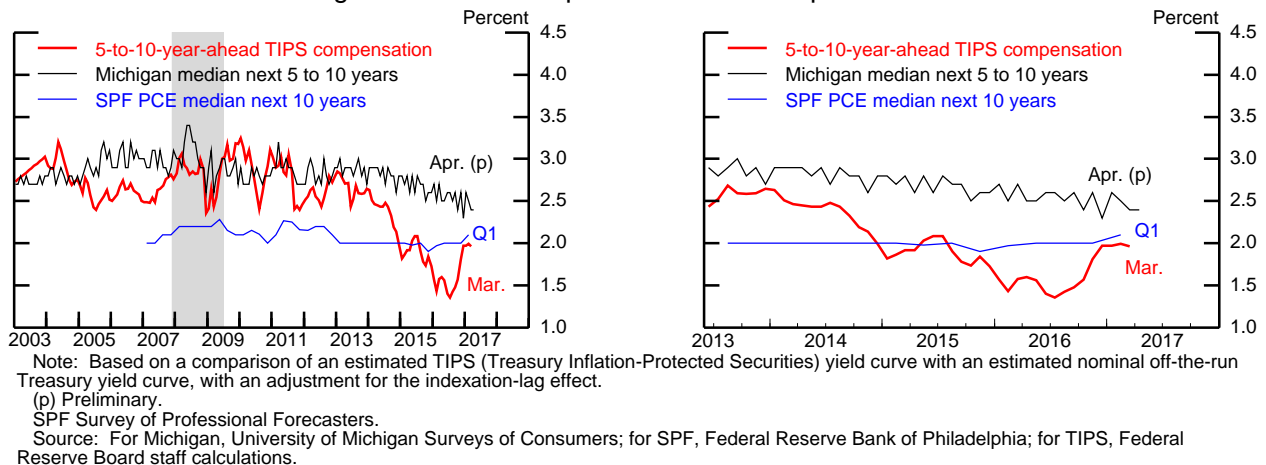 Percent
4.5
4.0
3.5
3.0
2.5
2.0
1.5
1.0
5-to-10-year-ahead TIPS compensation
Michigan median next 5 to 10 years
SPF PCE median next 10 years
Apr. (p)
Q1
Mar.
2003 2005 2007 2009 2011 2013 2015 2017
Percent
4.5
4.0
3.5
3.0
2.5
2.0
1.5
1.0
5-to-10-year-ahead TIPS compensation
Michigan median next 5 to 10 years
SPF PCE median next 10 years
Apr. (p)
Q1
Mar.
2013 2014 2015 2016 2017
Note: Based on a comparison of an estimated TIPS (Treasury Inflation-Protected Securities) yield curve with an estimated nominal off-the-run
Treasury yield curve, with an adjustment for the indexation-lag effect.
(p) Preliminary.
SPF Survey of Professional Forecasters.
Source: For Michigan, University of Michigan Surveys of Consumers; for SPF, Federal Reserve Bank of Philadelphia; for TIPS, Federal
Reserve Board staff calculations.